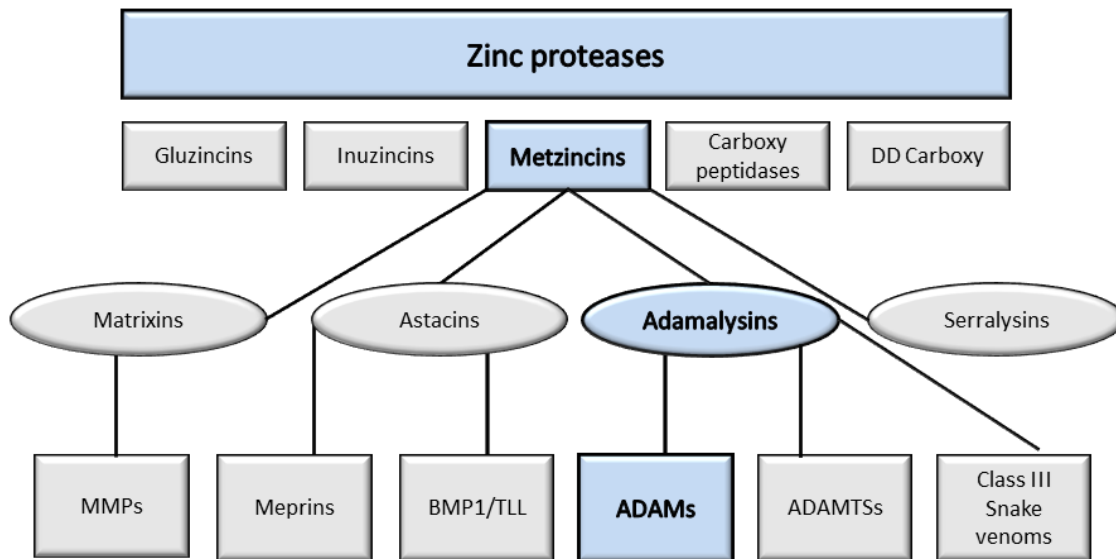 Zinc proteases
Gluzincins
Inuzincins
Metzincins
Carboxy
peptidases
DD Carboxy
Matrixins
Astacins
Adamalysins
Serralysins
MMPs
Meprins
BMP1/TLL
ADAMs
ADAMTSs
Class III
Snake
venoms